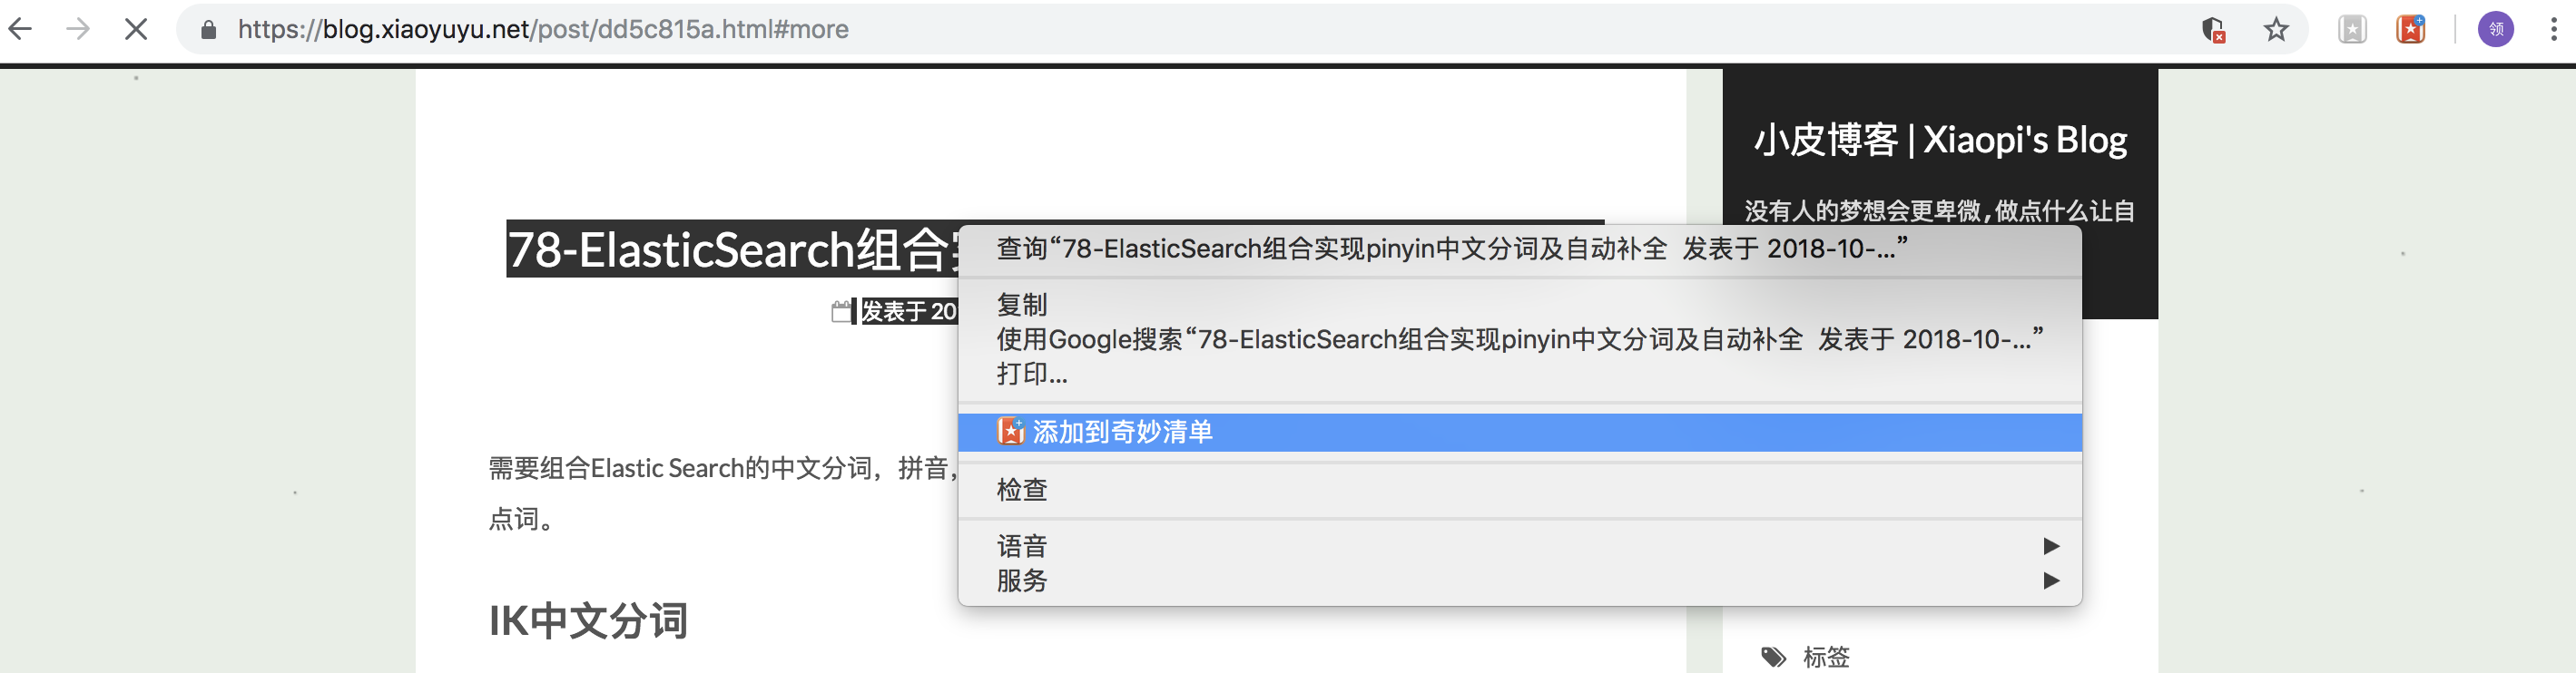 https://blog.xiaoyuyu.net/post/dd5c815a.html#more
领
小皮博客 | Xiaopi's Blog
没有人的梦想会更卑微,做点什么让自
78-ElasticSearch组合
发表于 20
查询“78-ElasticSearch组合实现pinyin中文分词及自动补全 发表于 2018-10-...”
复制
使用Google搜索“78-ElasticSearch组合实现pinyin中文分词及自动补全 发表于 2018-10-...”
打印...
添加到奇妙清单
检查
语音
服务
需要组合Elastic Search的中文分词，拼音，
点词。
IK中文分词
标签